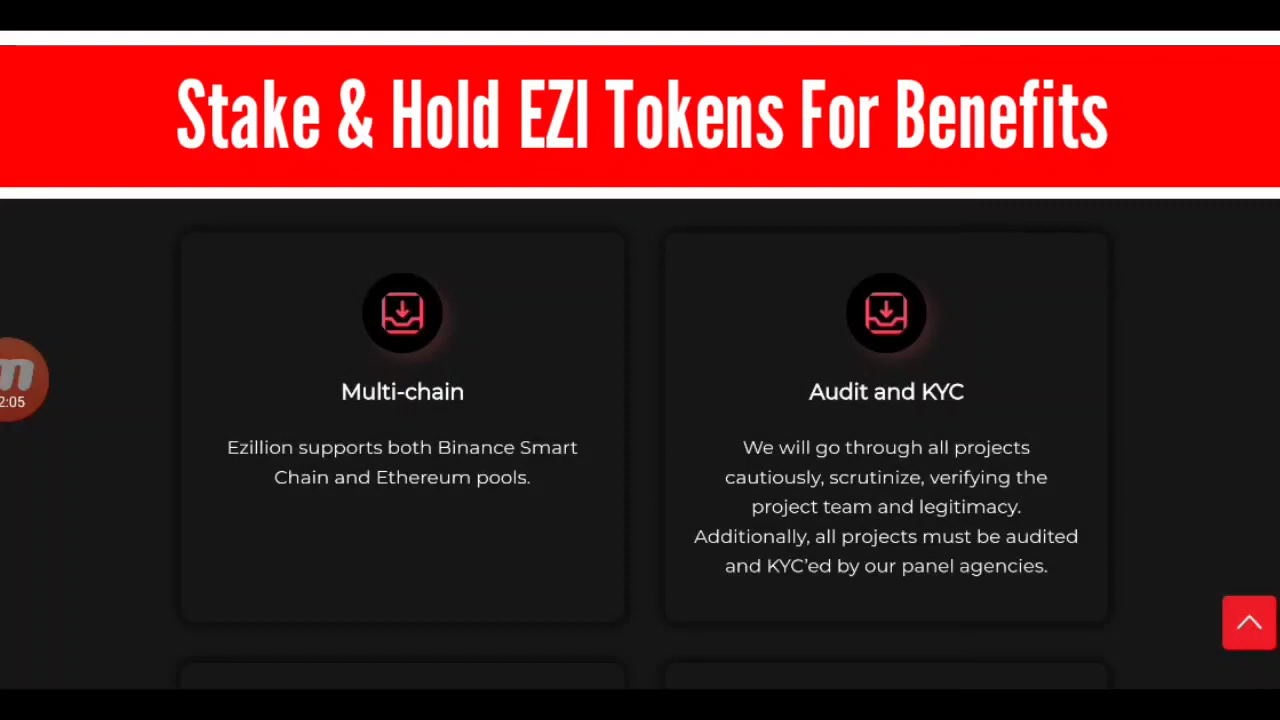 Stake & Hold EZI Tokens For Benefits
Multi-chain
Ezillion supports both Binance Smart
Chain and Ethereum pools.
Audit and KYC
We will go through all projects
cautiously, scrutinize, verifying the
project team and legitimacy.
Additionally, all projects must be audited
and KYC’ed by our panel agencies.
m
2:05